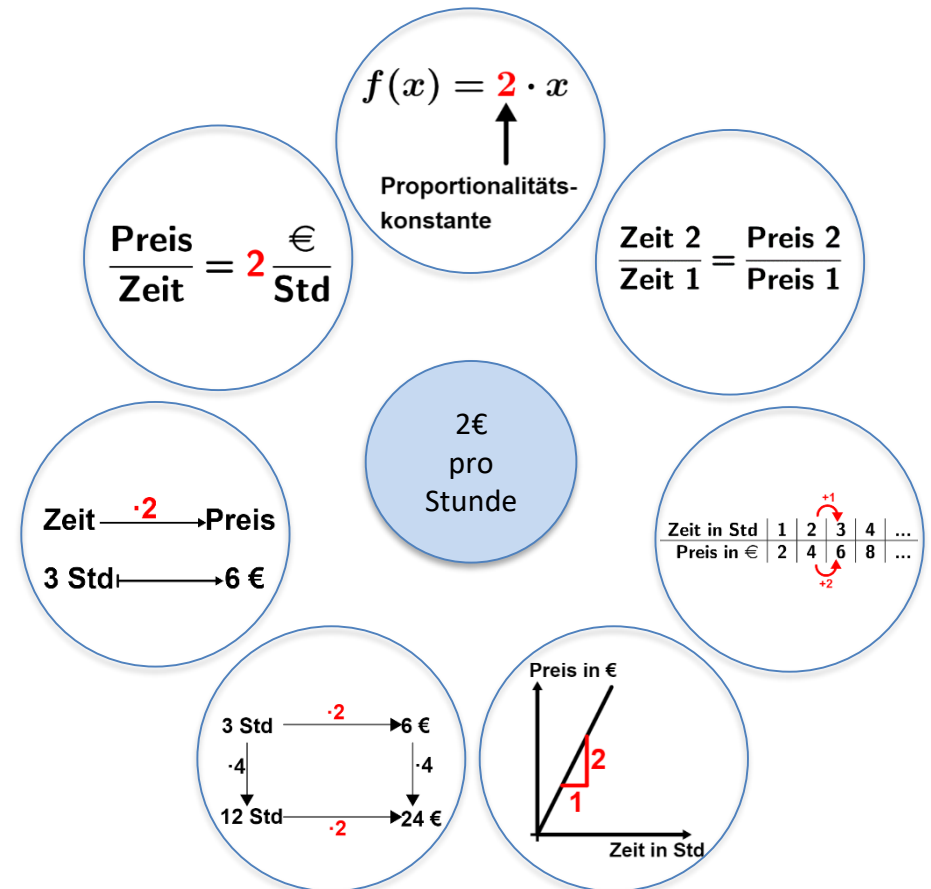 f(x) = 2 · x
Proportionalitäts-
konstante
Preis
Zeit
= 2
€
Std
Zeit 2
Zeit 1
=
Preis 2
Preis 1
2€
pro
Stunde
Zeit ·2 Preis
3 Std 6 €
+1
Zeit in Std 1 2 3 4 ...
Preis in € 2 4 6 8 ...
+2
3 Std ·2 6 €
·4 ·4
12 Std ·2 24 €
Preis in €
2
1
Zeit in Std